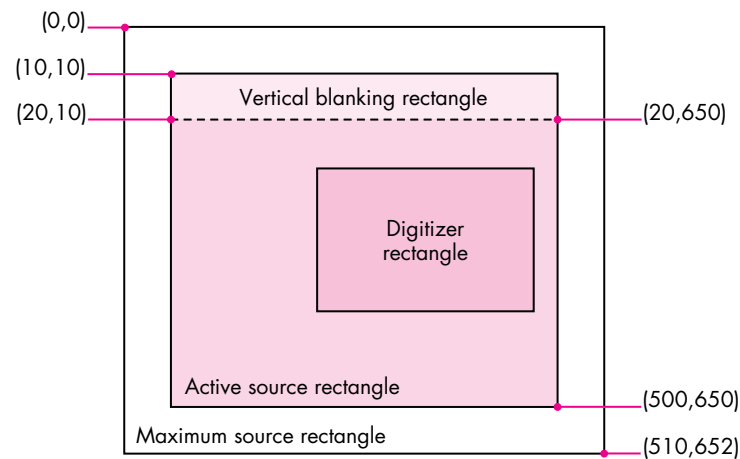 (0,0)
(10,10)
Vertical blanking rectangle
(20,10)
(20,650)
Digitizer
rectangle
Active source rectangle
(500,650)
Maximum source rectangle
(510,652)